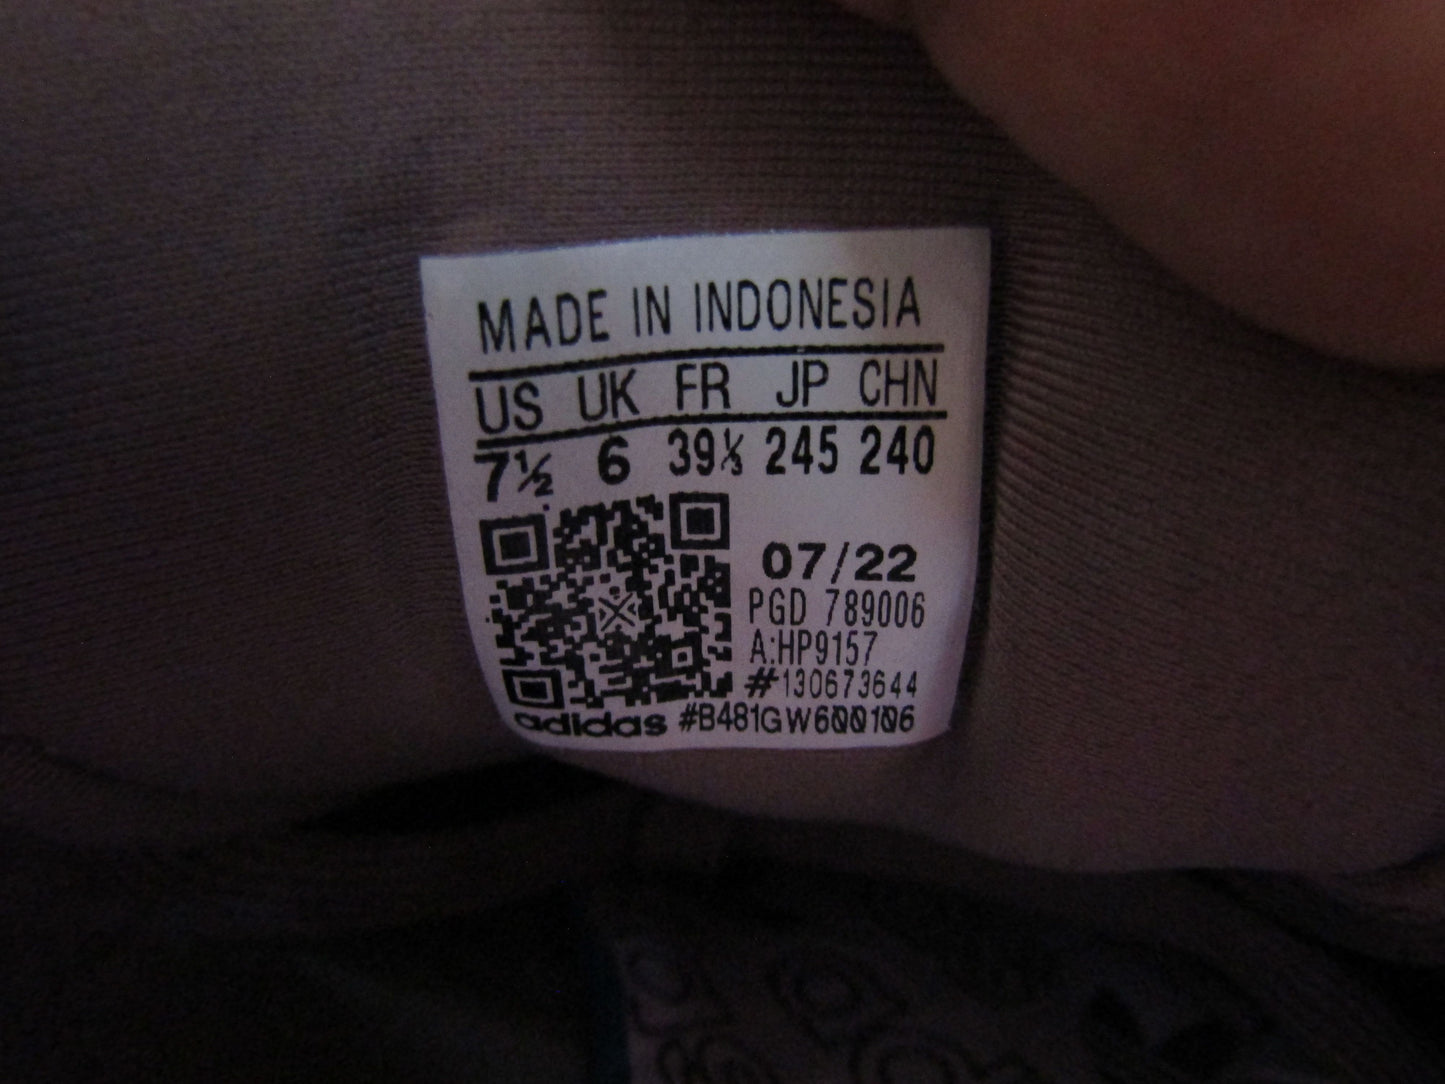 MADE IN INDONESIA
US UK FR JP CHN
7½ 6 39⅓ 245 240
07/22
PGD 789006
A:HP9157
#130673644
adidas #B481GW600106